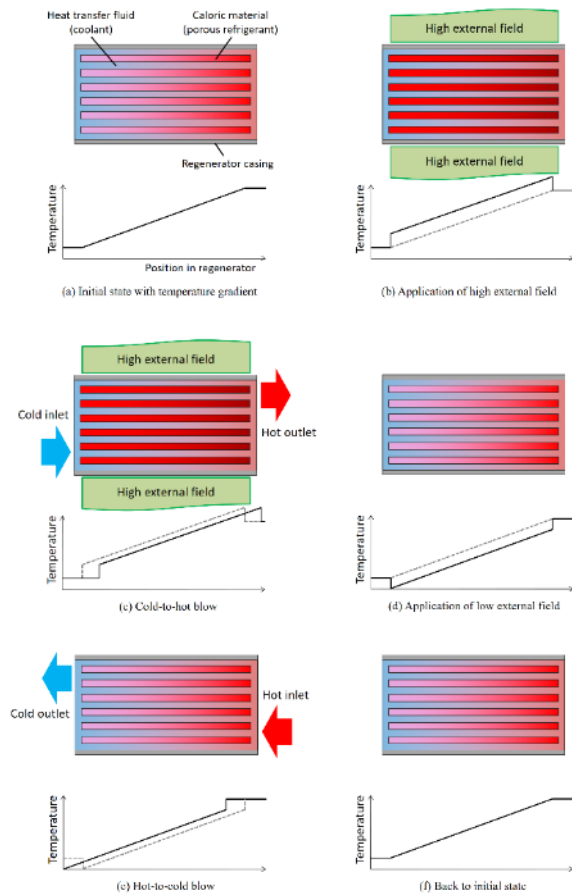 Heat transfer fluid
(coolant)
Caloric material
(porous refrigerant)
Regenerator casing
Temperature
Position in regenerator
(a) Initial state with temperature gradient
High external field
High external field
Temperature
(b) Application of high external field
High external field
Cold inlet
Hot outlet
High external field
Temperature
(c) Cold-to-hot blow
Temperature
(d) Application of low external field
Cold outlet
Hot inlet
Temperature
(e) Hot-to-cold blow
Temperature
(f) Back to initial state